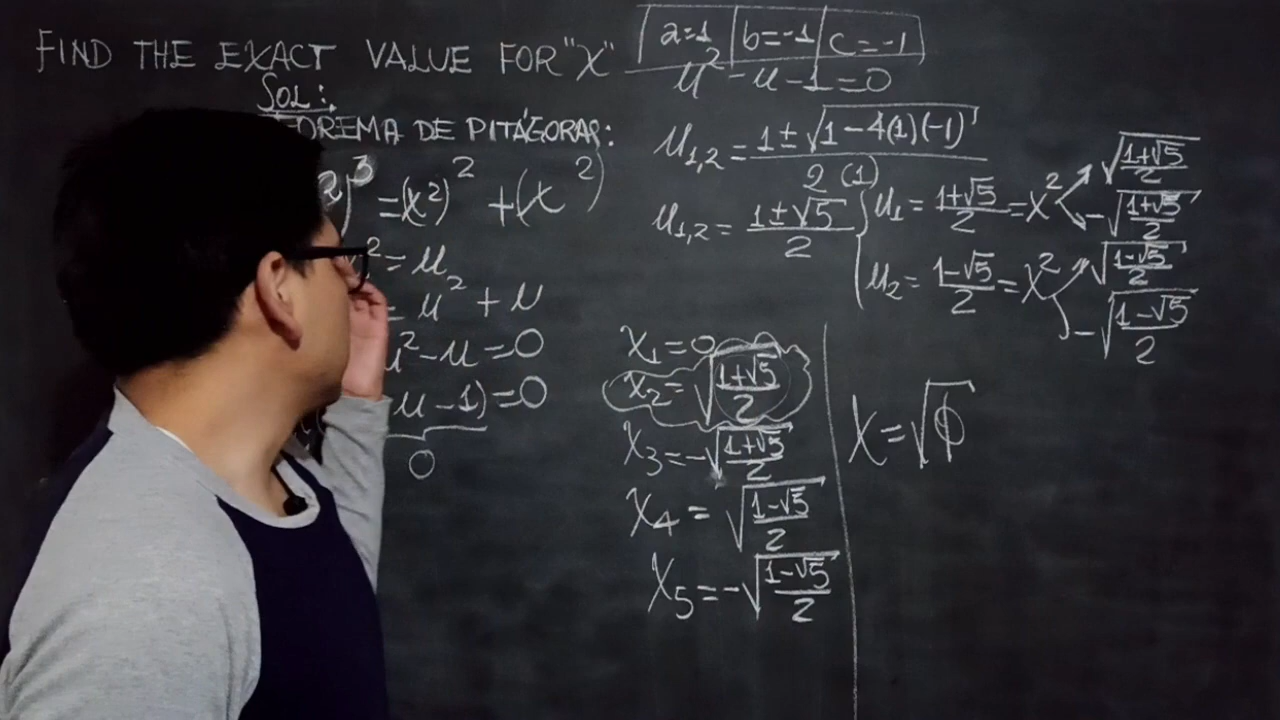 FIND THE EXACT VALUE FOR "X"
SOL:
TEOREMA DE PITÁGORAS:
2)³ = (x²)² + (x²)
² = u
= u² + u
u² - u = 0
u - 1) = 0
0
a=1 | b=-1 | c=-1
u² - u - 1 = 0
u₁,₂ = (1 ± √(1 - 4(1)(-1))) / 2(1)
u₁,₂ = (1 ± √5) / 2
u₁ = (1+√5)/2 = x²
√((1+√5)/2)
-√((1+√5)/2)
u₂ = (1-√5)/2 = x²
√((1-√5)/2)
-√((1-√5)/2)
x₁ = 0
x₂ = √((1+√5)/2)
x₃ = -√((1+√5)/2)
x₄ = √((1-√5)/2)
x₅ = -√((1-√5)/2)
X = √ϕ